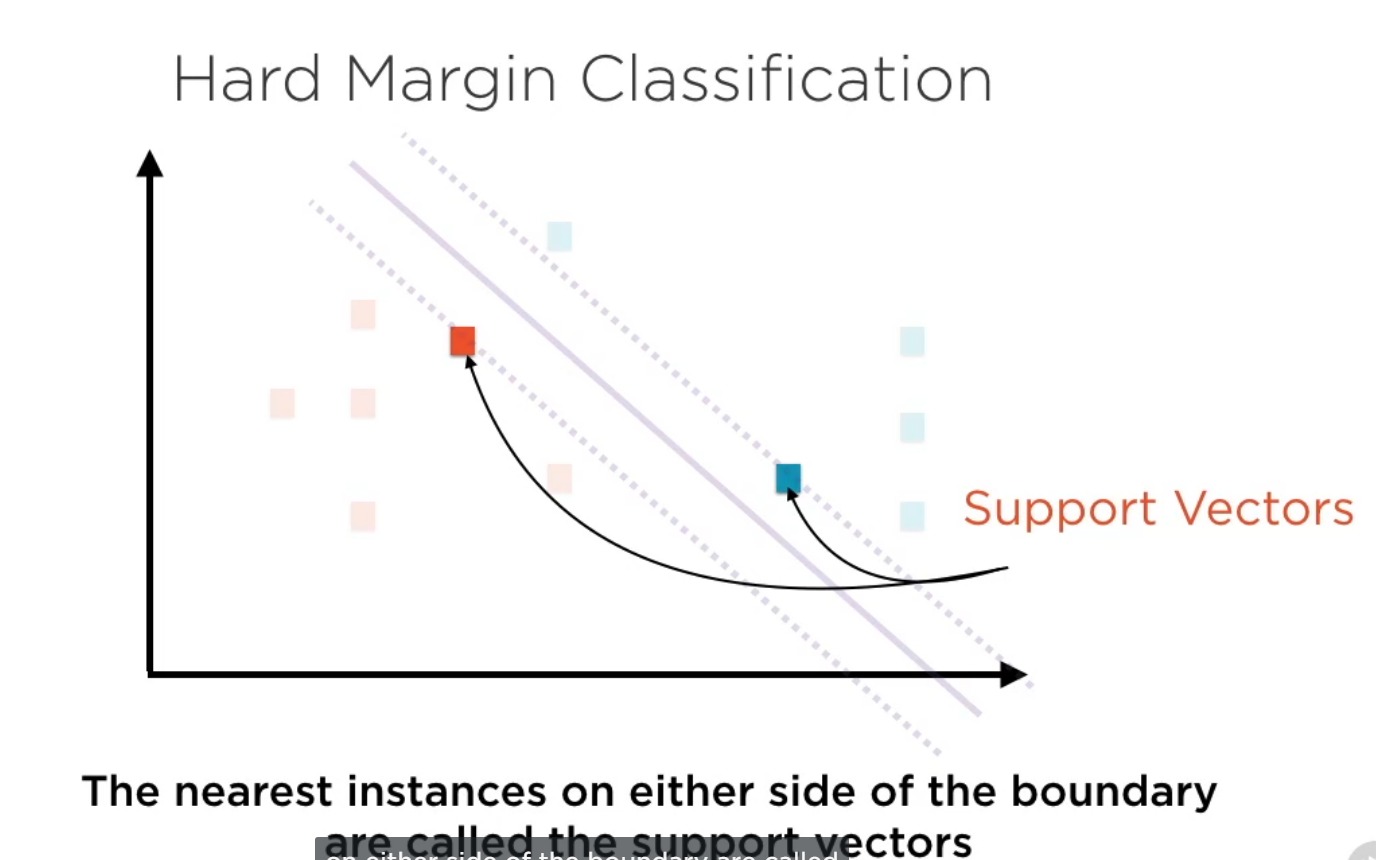 Hard Margin Classification
Support Vectors
The nearest instances on either side of the boundary
are called the support vectors
on either side of the boundary are called